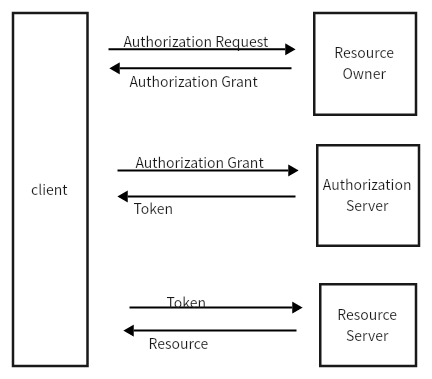 Authorization Request
Authorization Grant
Resource
Owner
Authorization Grant
Token
Authorization
Server
client
Token
Resource
Resource
Server